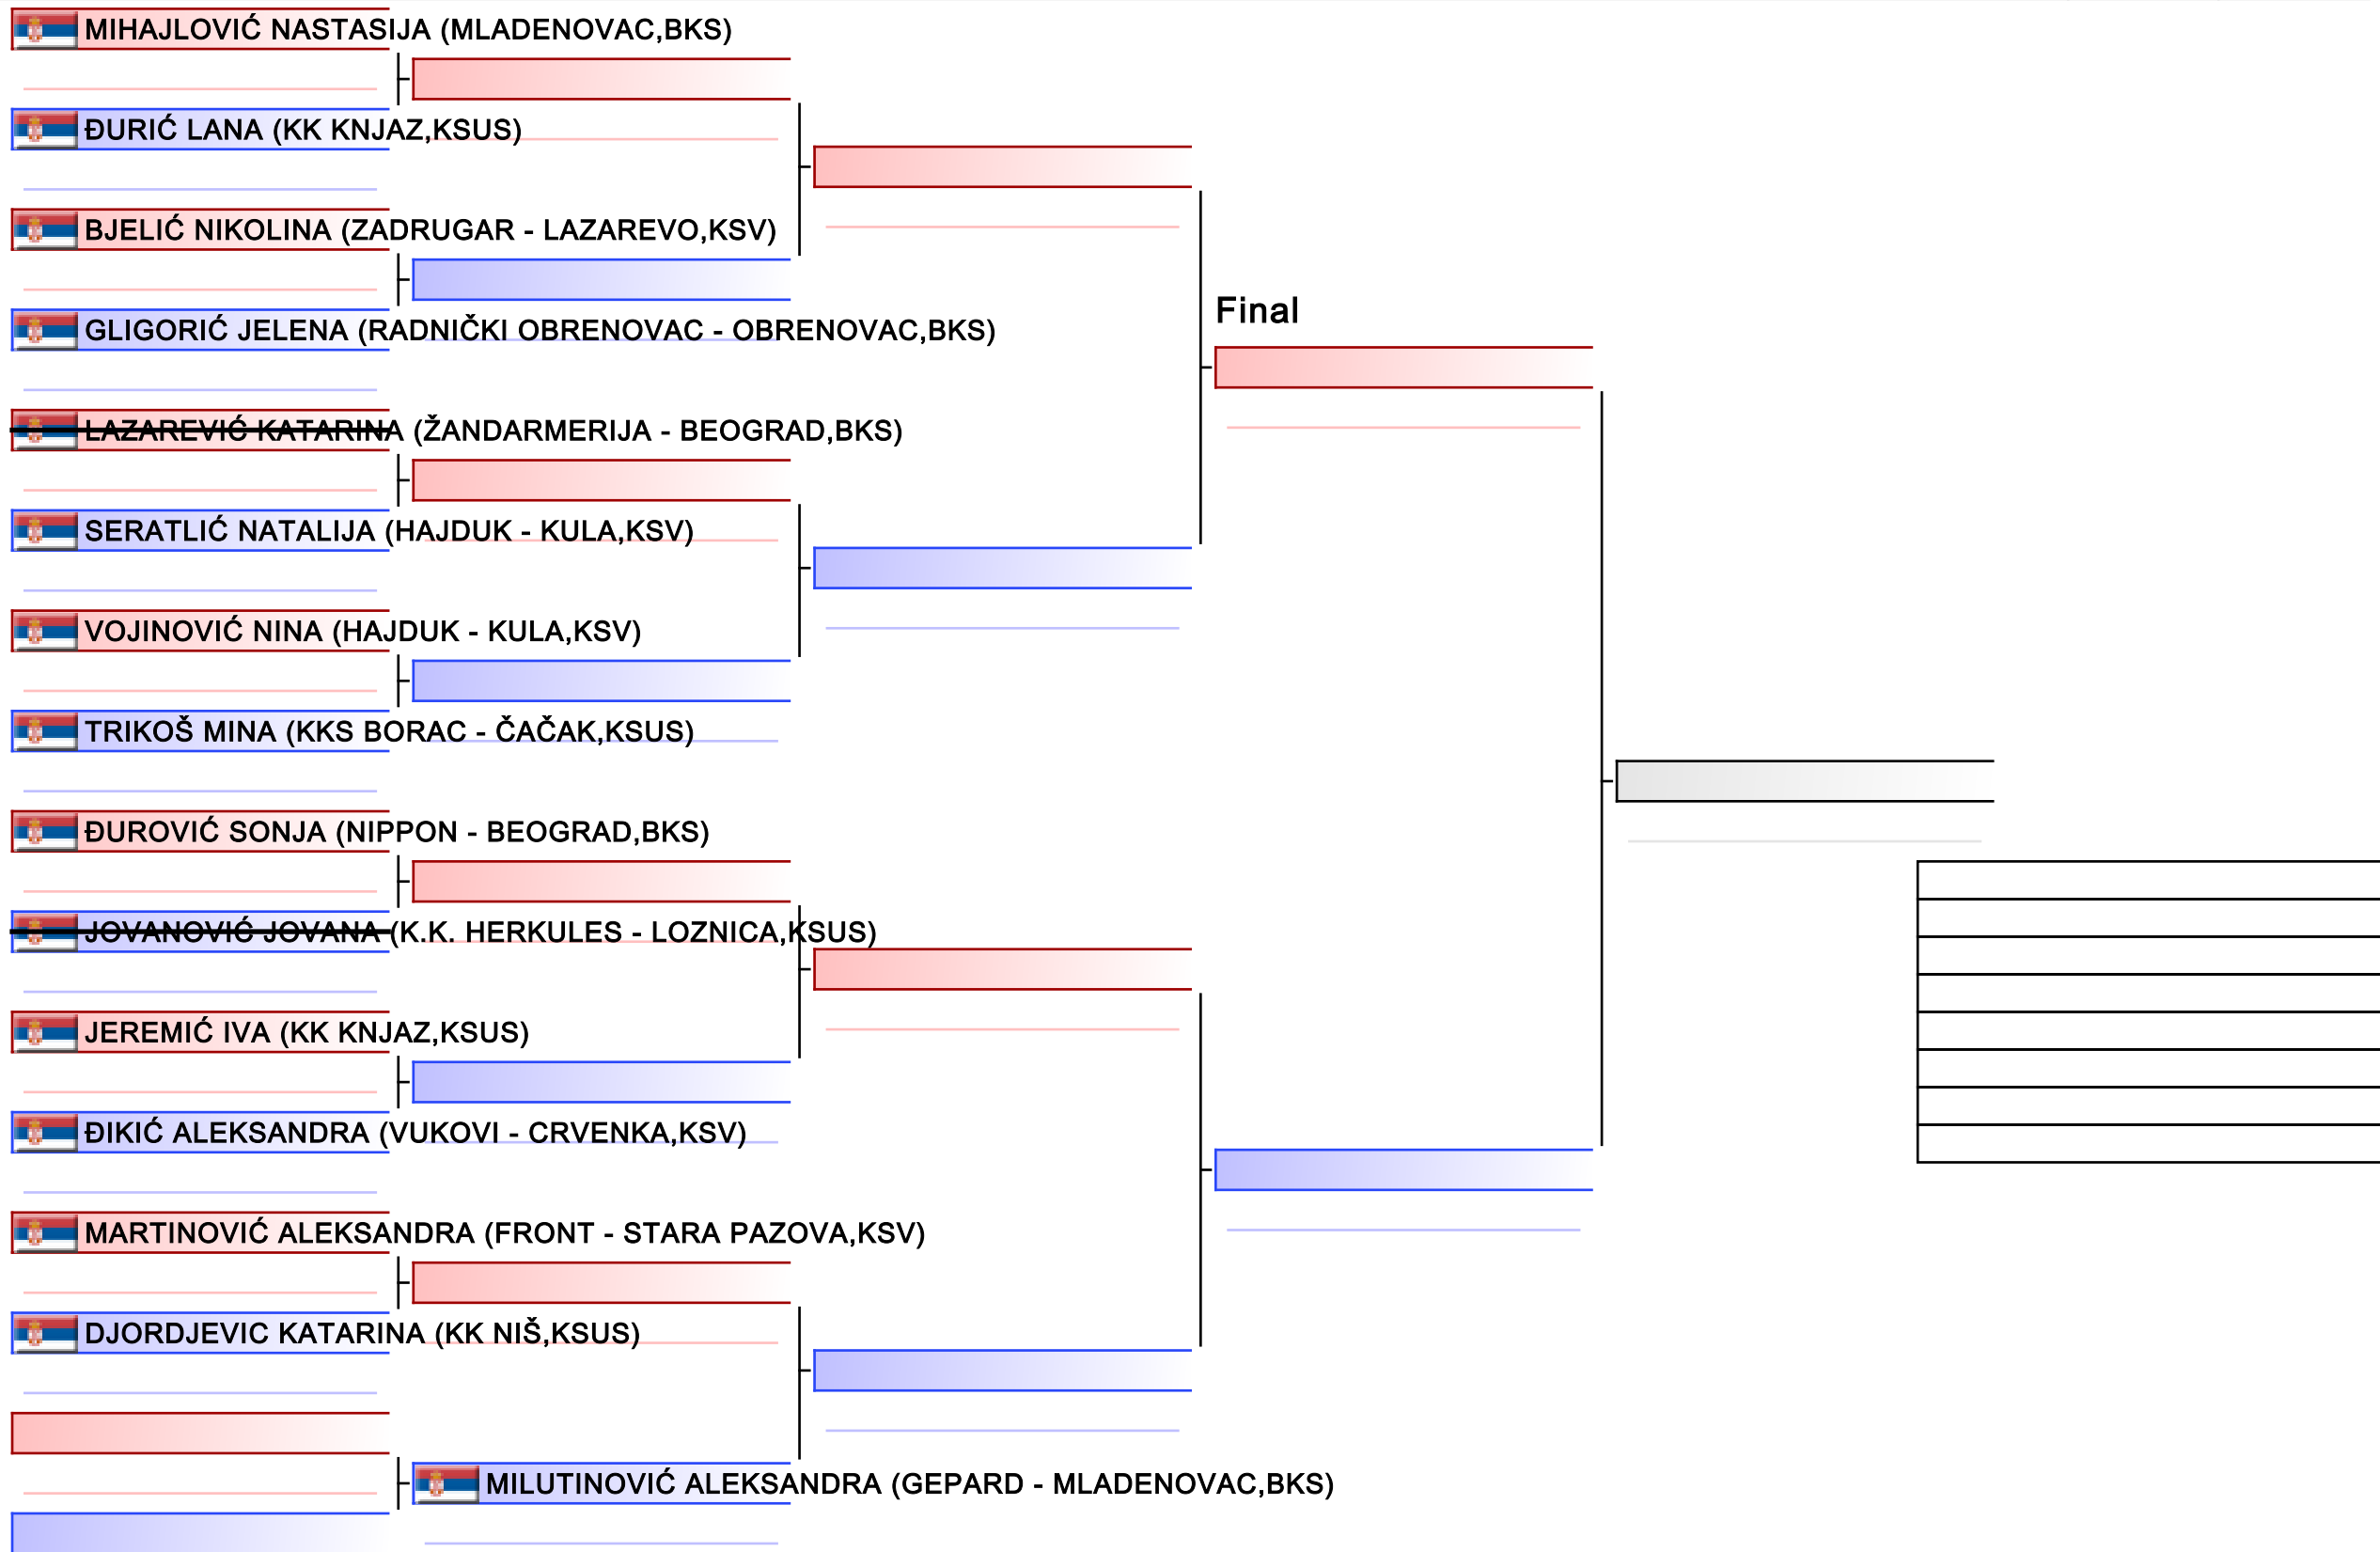 MIHAJLOVIĆ NASTASIJA (MLADENOVAC,BKS)
ĐURIĆ LANA (KK KNJAZ,KSUS)
BJELIĆ NIKOLINA (ZADRUGAR - LAZAREVO,KSV)
Final
GLIGORIĆ JELENA (RADNIČKI OBRENOVAC - OBRENOVAC,BKS)
LAZAREVIĆ KATARINA (ŽANDARMERIJA - BEOGRAD,BKS)
SERATLIĆ NATALIJA (HAJDUK - KULA,KSV)
VOJINOVIĆ NINA (HAJDUK - KULA,KSV)
TRIKOŠ MINA (KKS BORAC - ČAČAK,KSUS)
ĐUROVIĆ SONJA (NIPPON - BEOGRAD,BKS)
JOVANOVIĆ JOVANA (K.K. HERKULES - LOZNICA,KSUS)
JEREMIĆ IVA (KK KNJAZ,KSUS)
ĐIKIĆ ALEKSANDRA (VUKOVI - CRVENKA,KSV)
MARTINOVIĆ ALEKSANDRA (FRONT - STARA PAZOVA,KSV)
DJORDJEVIC KATARINA (KK NIŠ,KSUS)
MILUTINOVIĆ ALEKSANDRA (GEPARD - MLADENOVAC,BKS)